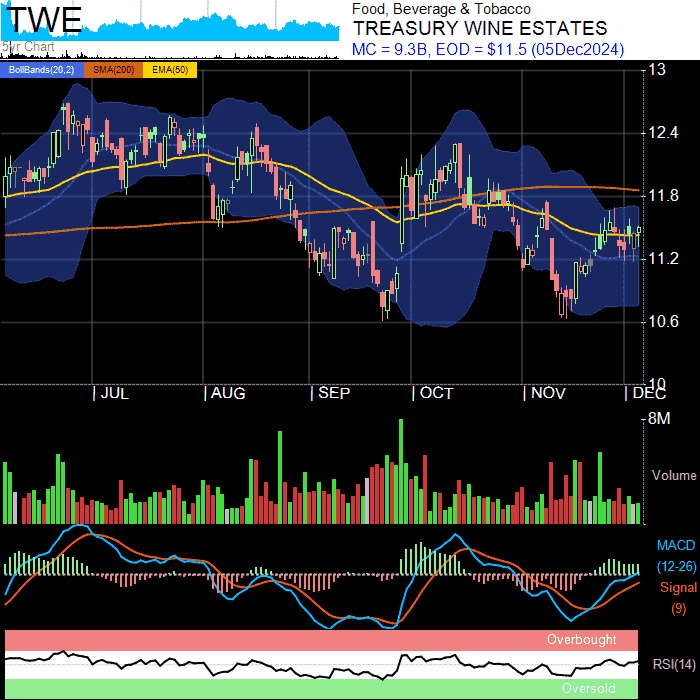 TWE
5yr Chart
Food, Beverage & Tobacco
TREASURY WINE ESTATES
MC = 9.3B, EOD = $11.5 (05Dec2024)
BollBands(20,2) SMA(200) EMA(50)
13
12.4
11.8
11.2
10.6
10
JUL AUG SEP OCT NOV DEC
8M
Volume
MACD
(12-26)
Signal
(9)
Overbought
RSI(14)
Oversold